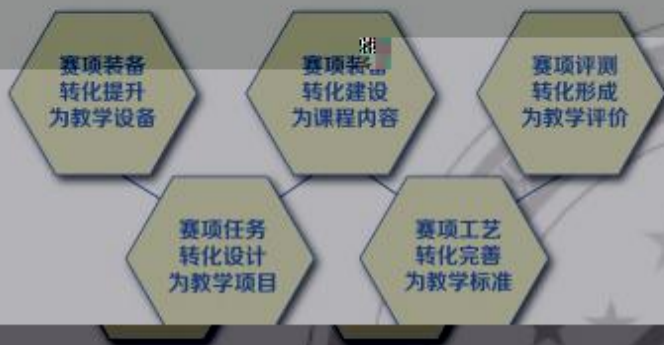 赛项装备
转化提升
为教学设备
赛项装
转化建设
为课程内容
赛项评测
转化形成
为教学评价
赛项任务
转化设计
为教学项目
赛项工艺
转化完善
为教学标准